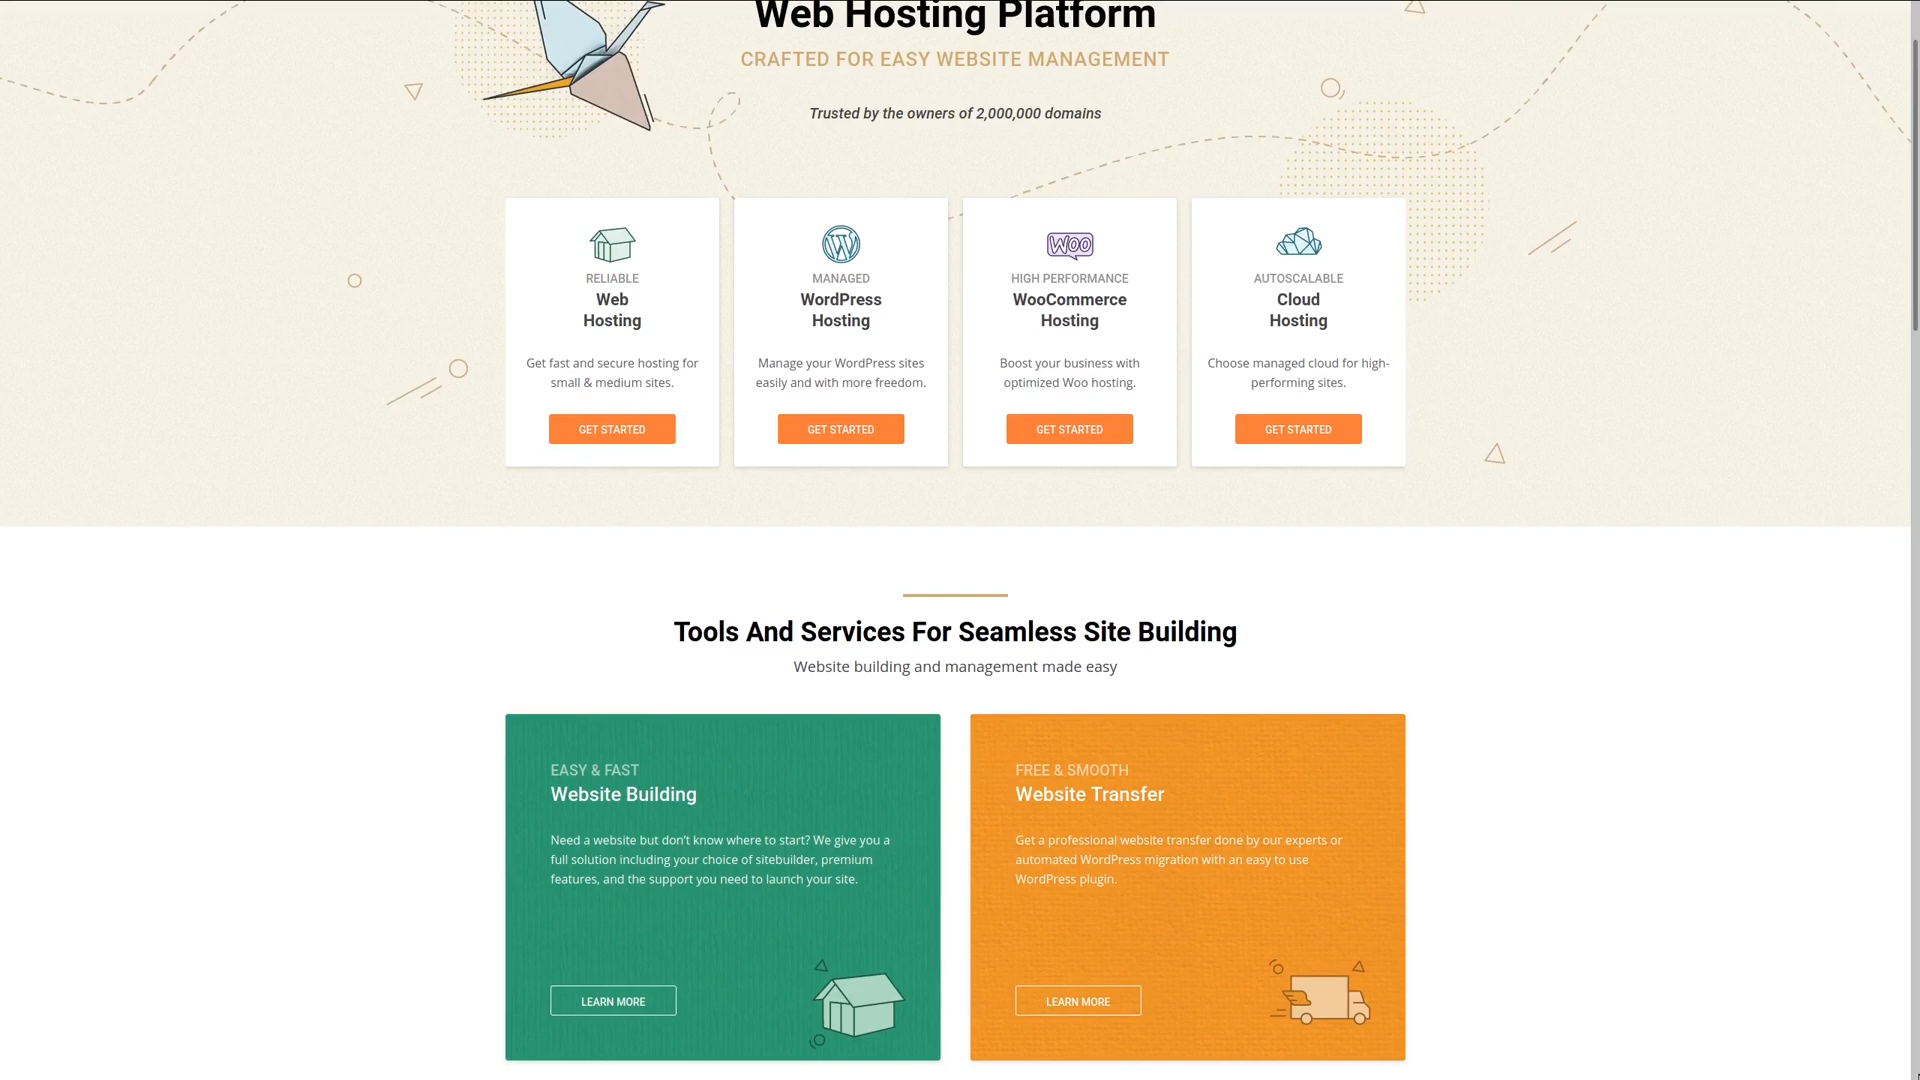 Web Hosting Platform
CRAFTED FOR EASY WEBSITE MANAGEMENT
Trusted by the owners of 2,000,000 domains
RELIABLE
Web
Hosting
Get fast and secure hosting for
small & medium sites.
GET STARTED
MANAGED
WordPress
Hosting
Manage your WordPress sites
easily and with more freedom.
GET STARTED
WOO
HIGH PERFORMANCE
WooCommerce
Hosting
Boost your business with
optimized Woo hosting.
GET STARTED
AUTOSCALABLE
Cloud
Hosting
Choose managed cloud for high-
performing sites.
GET STARTED
Tools And Services For Seamless Site Building
Website building and management made easy
EASY & FAST
Website Building
Need a website but don’t know where to start? We give you a
full solution including your choice of sitebuilder, premium
features, and the support you need to launch your site.
LEARN MORE
FREE & SMOOTH
Website Transfer
Get a professional website transfer done by our experts or
automated WordPress migration with an easy to use
WordPress plugin.
LEARN MORE